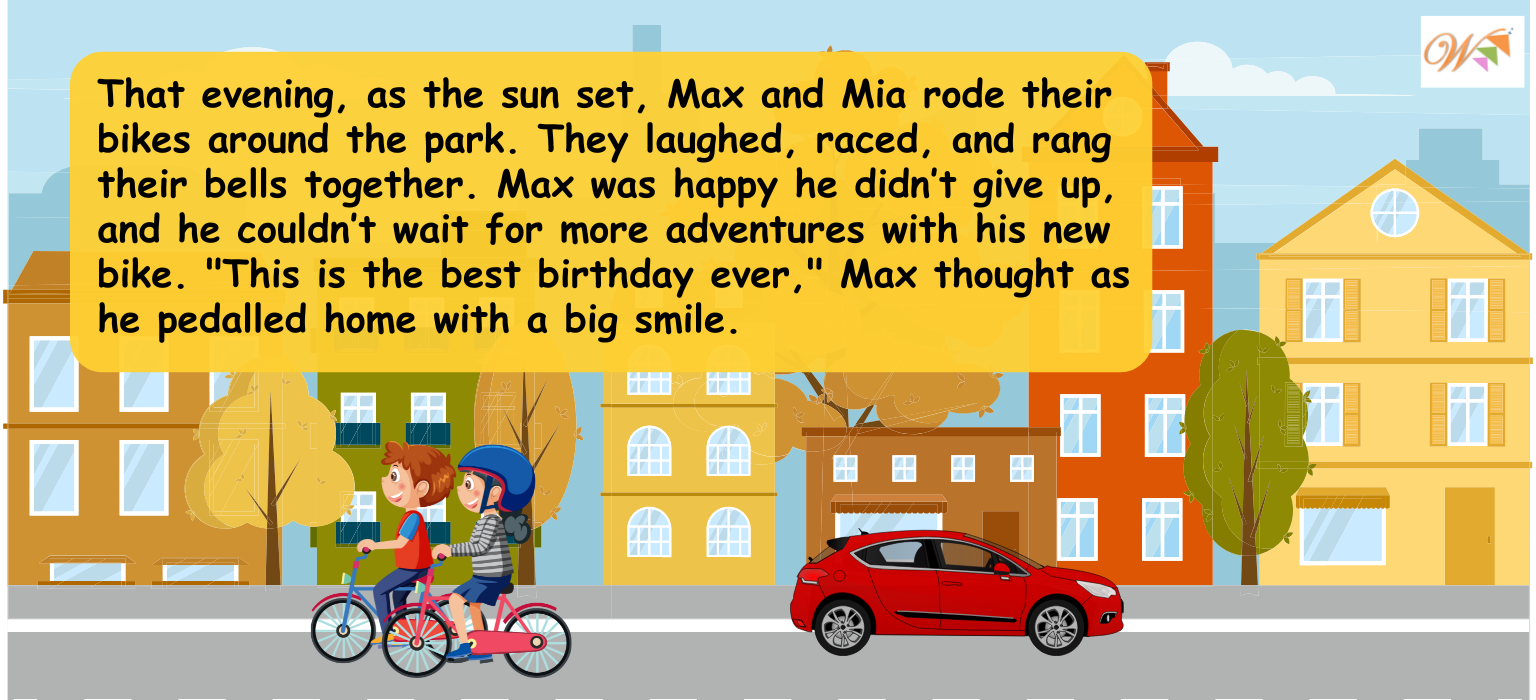 That evening, as the sun set, Max and Mia rode their
bikes around the park. They laughed, raced, and rang
their bells together. Max was happy he didn’t give up,
and he couldn’t wait for more adventures with his new
bike. "This is the best birthday ever," Max thought as
he pedalled home with a big smile.
W